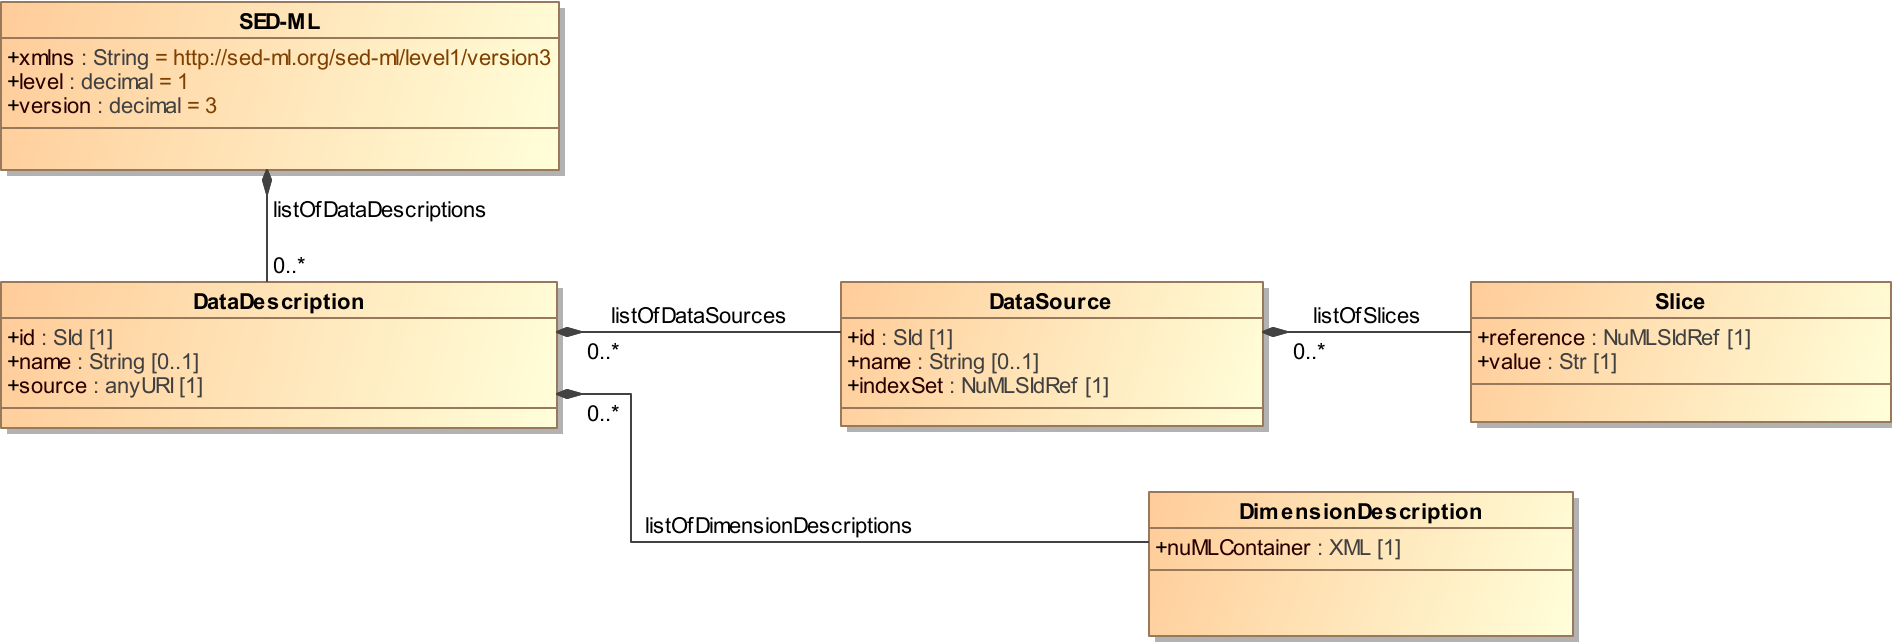 SED-ML
+xmlns : String = http://sed-ml.org/sed-ml/level1/version3
+level : decimal = 1
+version : decimal = 3
listOfDataDescriptions
0..*
DataDescription
+id : SId [1]
+name : String [0..1]
+source : anyURI [1]
listOfDataSources
0..*
DataSource
+id : SId [1]
+name : String [0..1]
+indexSet : NuMLSIdRef [1]
listOfSlices
0..*
Slice
+reference : NuMLSIdRef [1]
+value : Str [1]
0..*
listOfDimensionDescriptions
DimensionDescription
+nuMLContainer : XML [1]